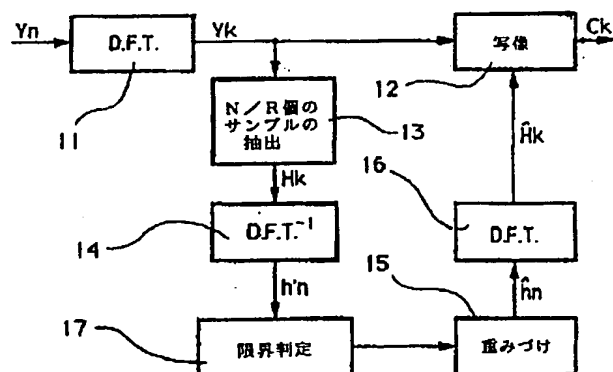 Yn
D.F.T.
Yk
写像
Ck
11
12
N／R個の
サンプルの
抽出
13
Hk
Ĥk
16
14
D.F.T.⁻¹
D.F.T.
15
h'n
ĥn
17
限界判定
重みづけ